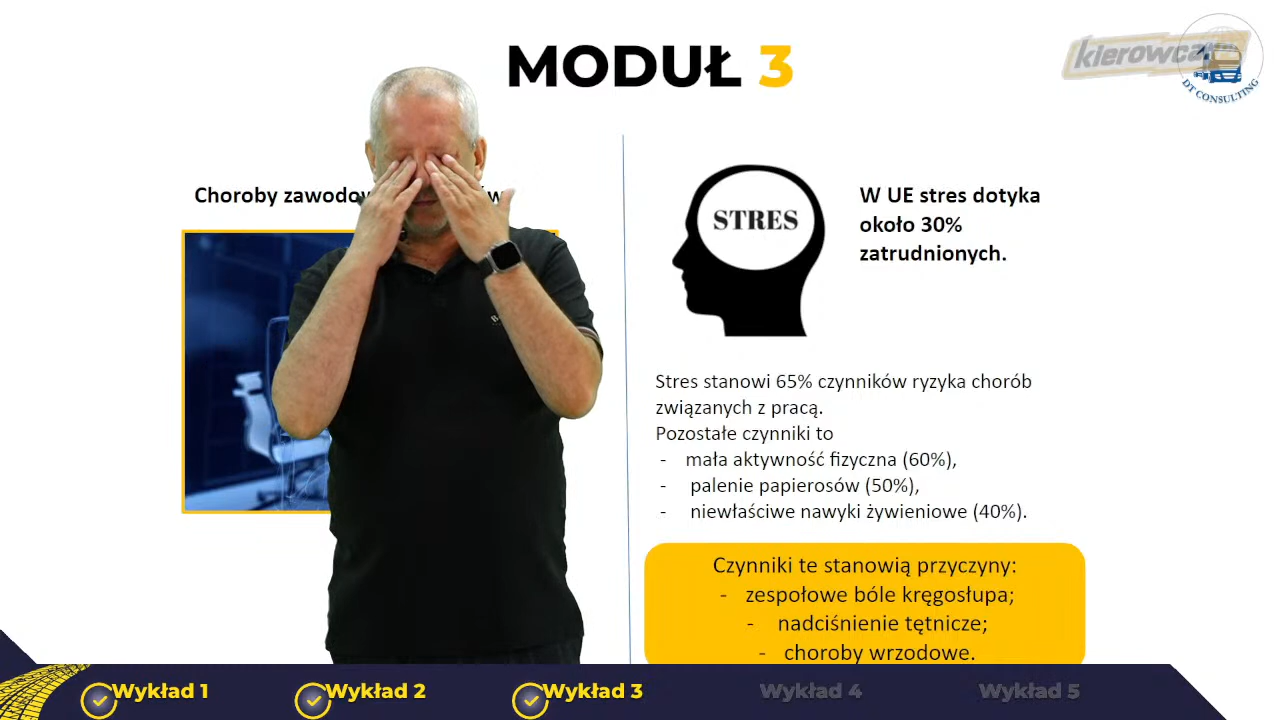 MODUŁ 3
kierowca
DT CONSULTING
Choroby
STRES
W UE stres dotyka
około 30%
zatrudnionych.
Stres stanowi 65% czynników ryzyka chorób
związanych z pracą.
Pozostałe czynniki to
- mała aktywność fizyczna (60%),
- palenie papierosów (50%),
- niewłaściwe nawyki żywieniowe (40%).
Czynniki te stanowią przyczyny:
- zespołowe bóle kręgosłupa;
- nadciśnienie tętnicze;
- choroby wrzodowe.
Wykład 1
Wykład 2
Wykład 3
Wykład 4
Wykład 5